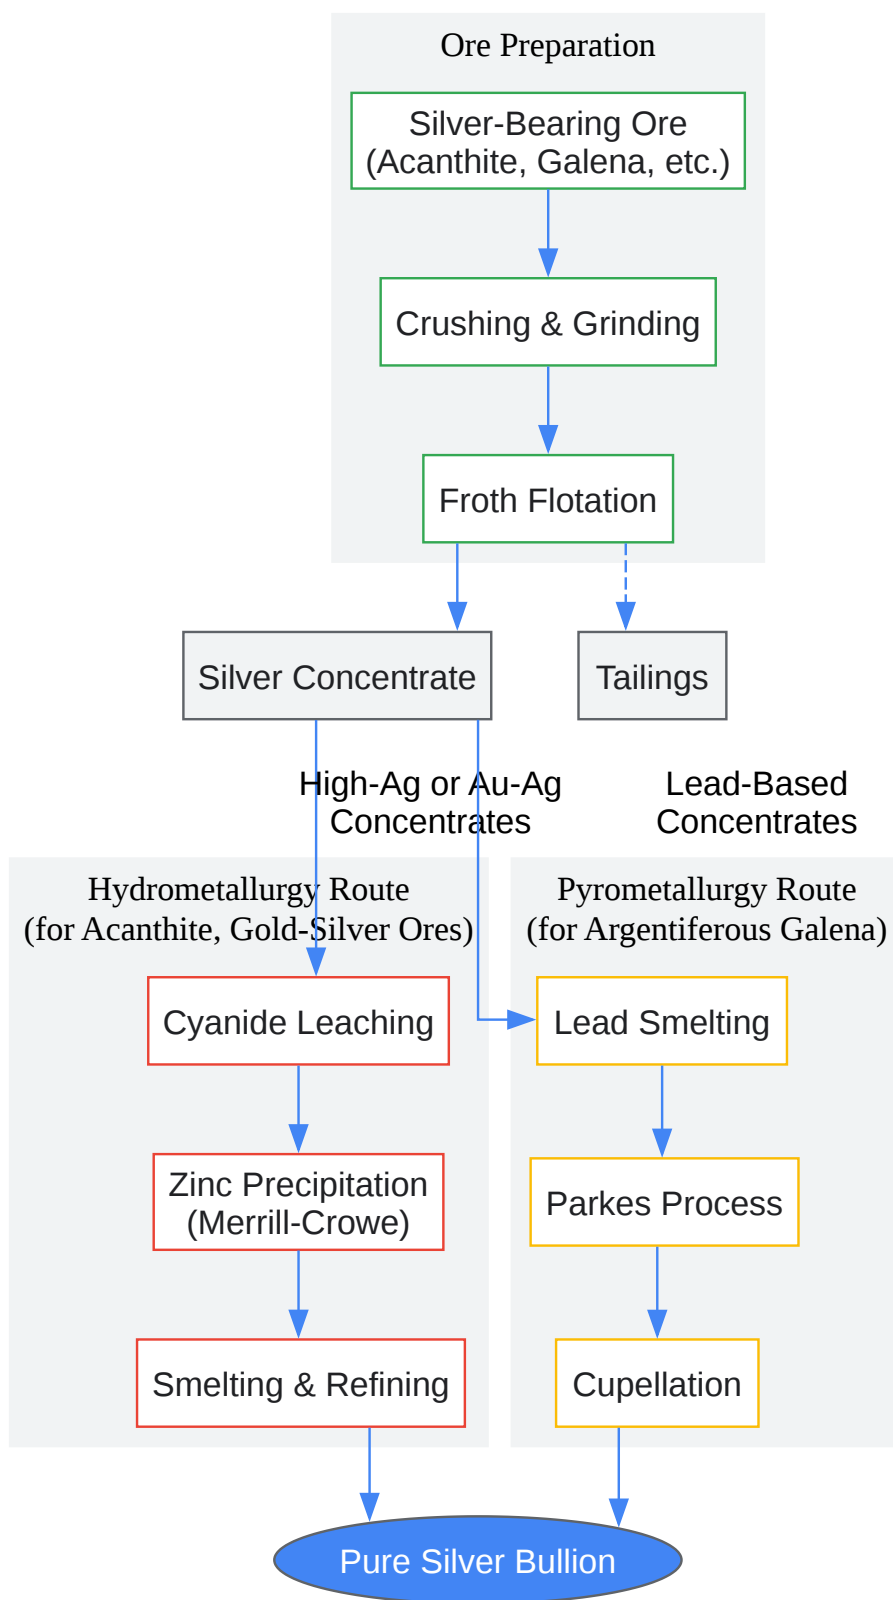 Ore Preparation
Silver-Bearing Ore
(Acanthite, Galena, etc.)
Crushing & Grinding
Froth Flotation
Silver Concentrate
Tailings
High-Ag or Au-Ag
Concentrates
Lead-Based
Concentrates
Hydrometallurgy Route
(for Acanthite, Gold-Silver Ores)
Pyrometallurgy Route
(for Argentiferous Galena)
Cyanide Leaching
Lead Smelting
Zinc Precipitation
(Merrill-Crowe)
Parkes Process
Smelting & Refining
Cupellation
Pure Silver Bullion